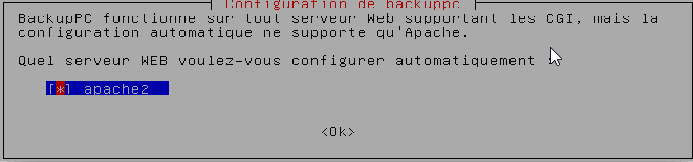 Configuration de backuppc
BackupPC fonctionne sur tout serveur Web supportant les CGI, mais la
configuration automatique ne supporte qu'Apache.
Quel serveur WEB voulez-vous configurer automatiquement
[*] apache2
<Ok>